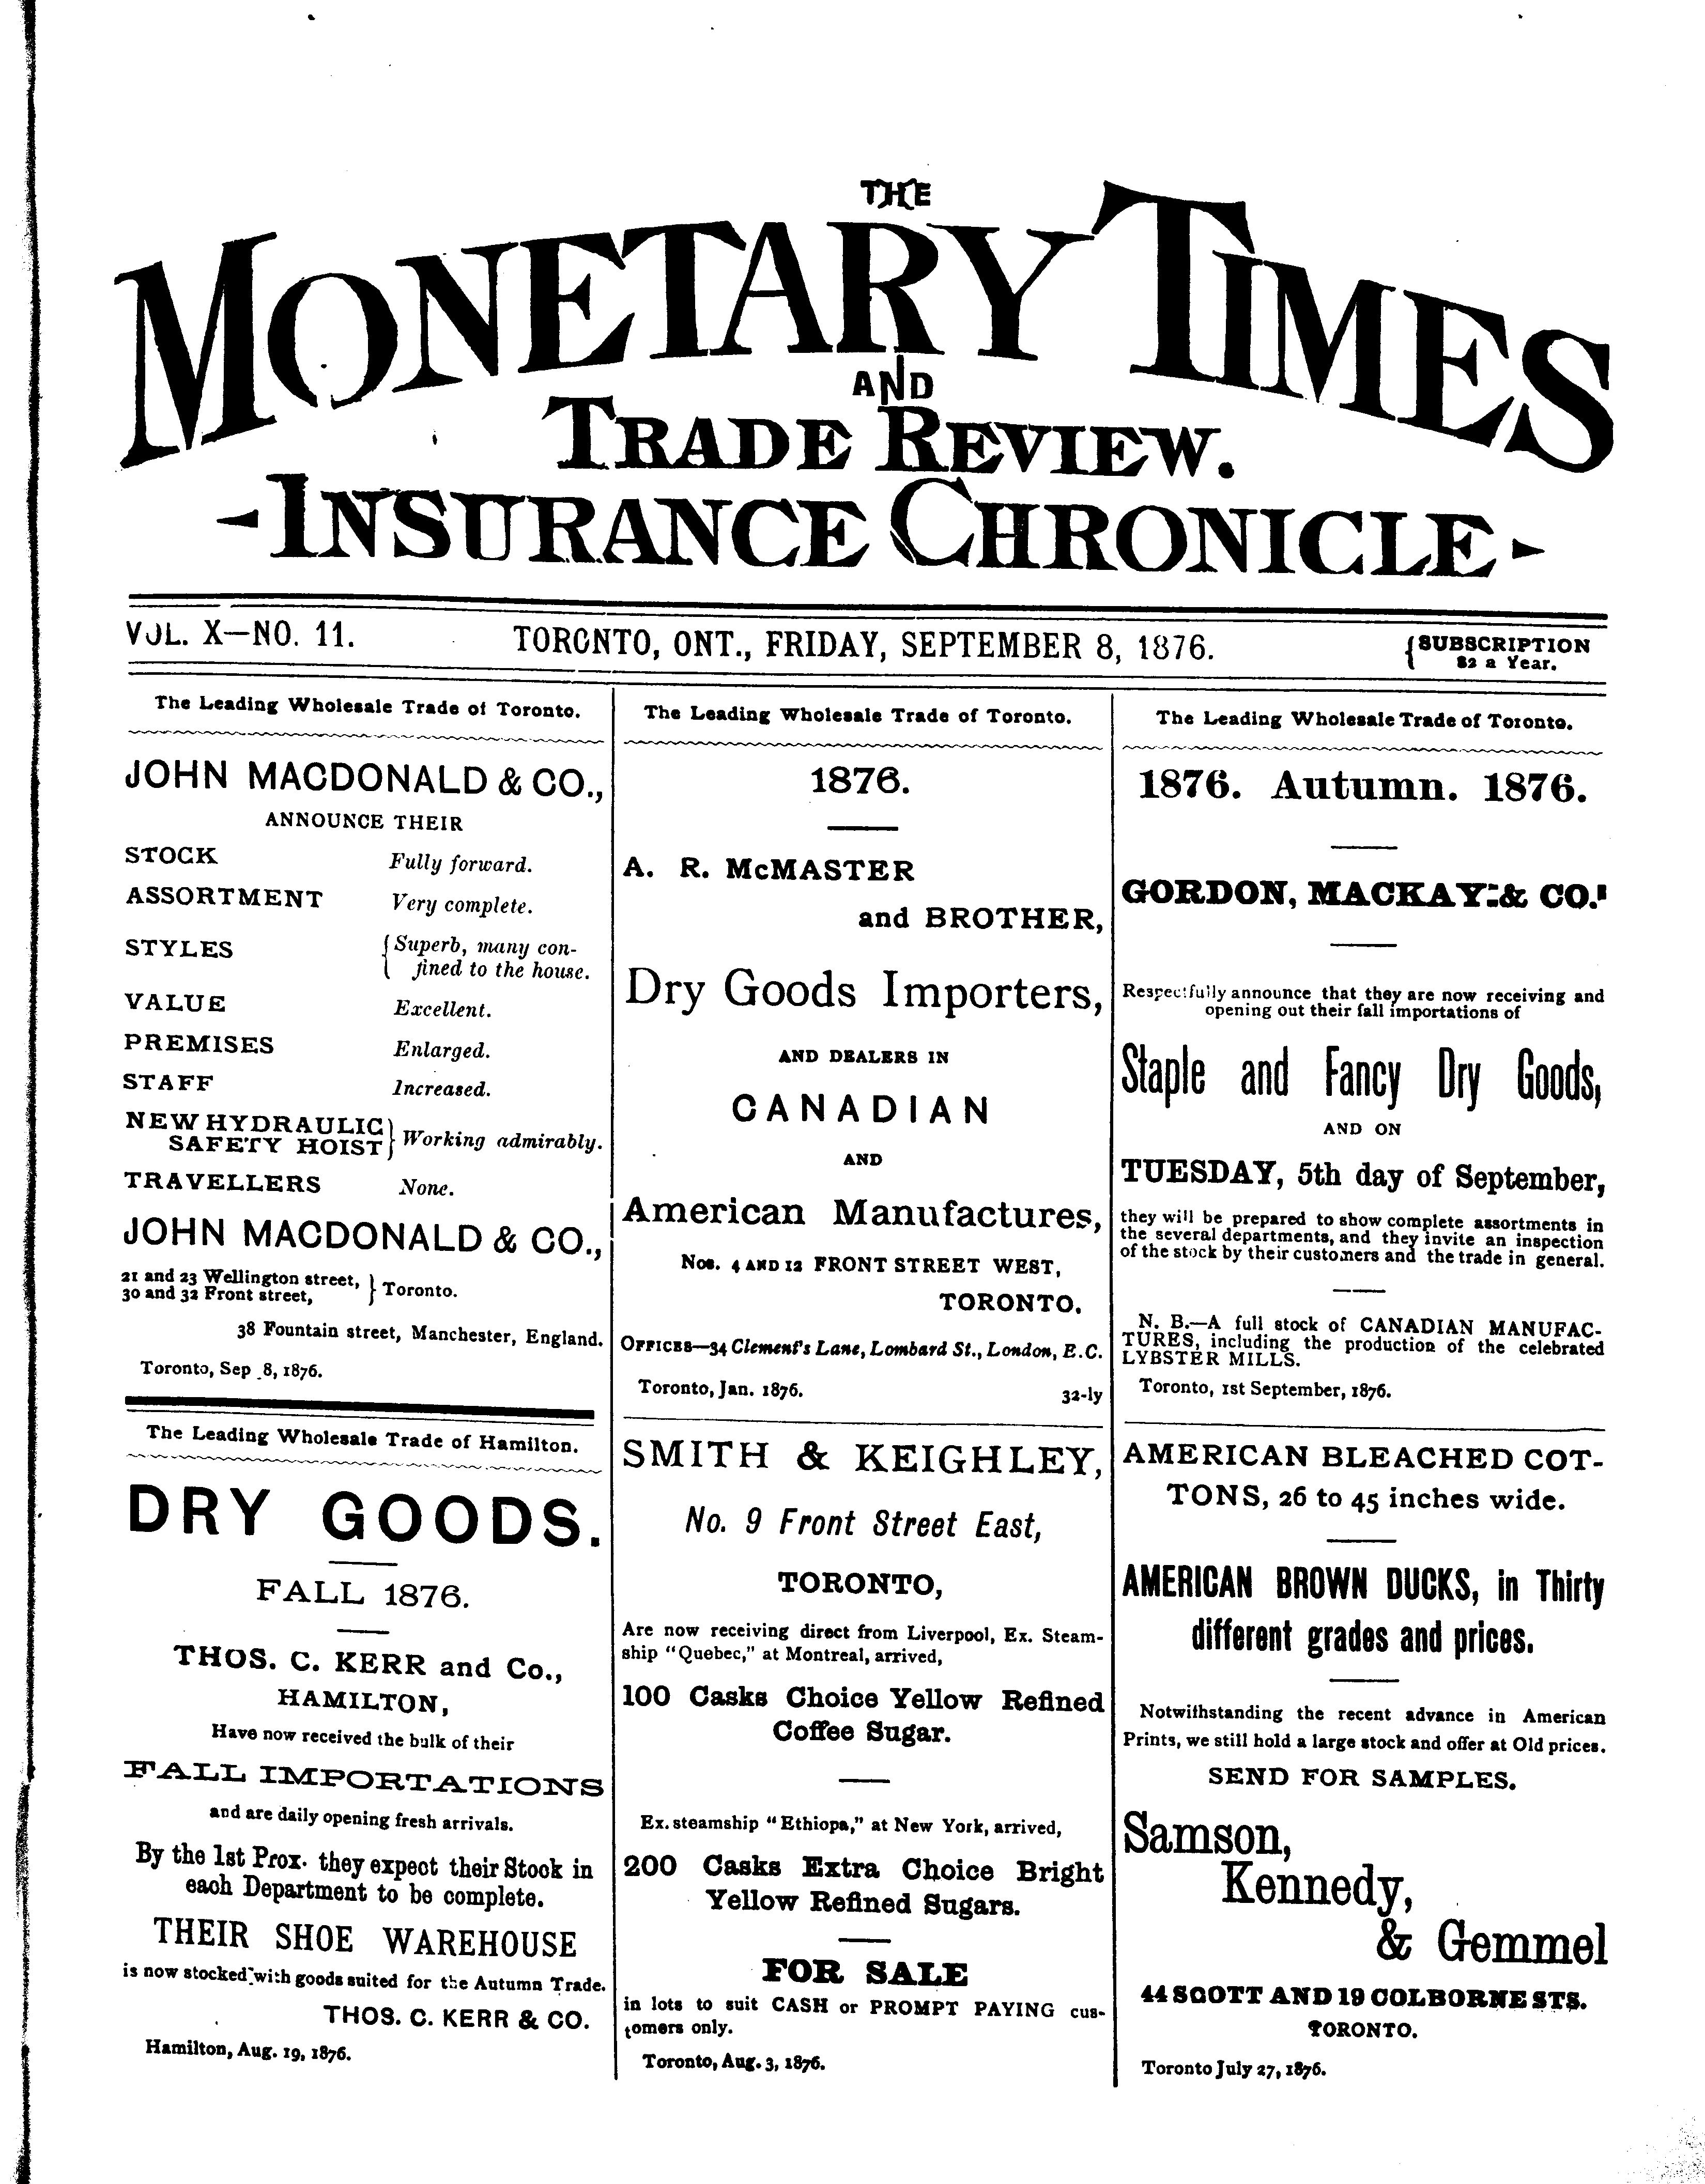 THE
MONETARY TIMES
AND
TRADE REVIEW.
-INSURANCE CHRONICLE-
VOL. X—NO. 11.
TORONTO, ONT., FRIDAY, SEPTEMBER 8, 1876.
{SUBSCRIPTION
$2 a Year.
The Leading Wholesale Trade of Toronto.
JOHN MACDONALD & CO.,
ANNOUNCE THEIR
STOCK Fully forward.
ASSORTMENT Very complete.
STYLES {Superb, many con-
fined to the house.
VALUE Excellent.
PREMISES Enlarged.
STAFF Increased.
NEW HYDRAULIC
SAFETY HOIST} Working admirably.
TRAVELLERS None.
JOHN MACDONALD & CO.,
21 and 23 Wellington street,
30 and 32 Front street, } Toronto.
38 Fountain street, Manchester, England.
Toronto, Sep. 8, 1876.
The Leading Wholesale Trade of Hamilton.
DRY GOODS.
FALL 1876.
THOS. C. KERR and Co.,
HAMILTON,
Have now received the bulk of their
FALL IMPORTATIONS
and are daily opening fresh arrivals.
By the 1st Prox. they expect their Stock in
each Department to be complete.
THEIR SHOE WAREHOUSE
is now stocked with goods suited for the Autumn Trade.
THOS. C. KERR & CO.
Hamilton, Aug. 19, 1876.
The Leading Wholesale Trade of Toronto.
1876.
A. R. McMASTER
and BROTHER,
Dry Goods Importers,
AND DEALERS IN
CANADIAN
AND
American Manufactures,
Nos. 4 AND 12 FRONT STREET WEST,
TORONTO.
OFFICES—34 Clement's Lane, Lombard St., London, E.C.
Toronto, Jan. 1876. 32-ly
SMITH & KEIGHLEY,
No. 9 Front Street East,
TORONTO,
Are now receiving direct from Liverpool, Ex. Steam-
ship "Quebec," at Montreal, arrived,
100 Casks Choice Yellow Refined
Coffee Sugar.
Ex. steamship "Ethiopa," at New York, arrived,
200 Casks Extra Choice Bright
Yellow Refined Sugars.
FOR SALE
in lots to suit CASH or PROMPT PAYING cus-
tomers only.
Toronto, Aug. 3, 1876.
The Leading Wholesale Trade of Toronto.
1876. Autumn. 1876.
GORDON, MACKAY & CO.
Respectfully announce that they are now receiving and
opening out their fall importations of
Staple and Fancy Dry Goods,
AND ON
TUESDAY, 5th day of September,
they will be prepared to show complete assortments in
the several departments, and they invite an inspection
of the stock by their customers and the trade in general.
N. B.—A full stock of CANADIAN MANUFAC-
TURES, including the production of the celebrated
LYBSTER MILLS.
Toronto, 1st September, 1876.
AMERICAN BLEACHED COT-
TONS, 26 to 45 inches wide.
AMERICAN BROWN DUCKS, in Thirty
different grades and prices.
Notwithstanding the recent advance in American
Prints, we still hold a large stock and offer at Old prices.
SEND FOR SAMPLES.
Samson,
Kennedy,
& Gemmel
44 SCOTT AND 19 COLBORNE STS.
TORONTO.
Toronto July 27, 1876.